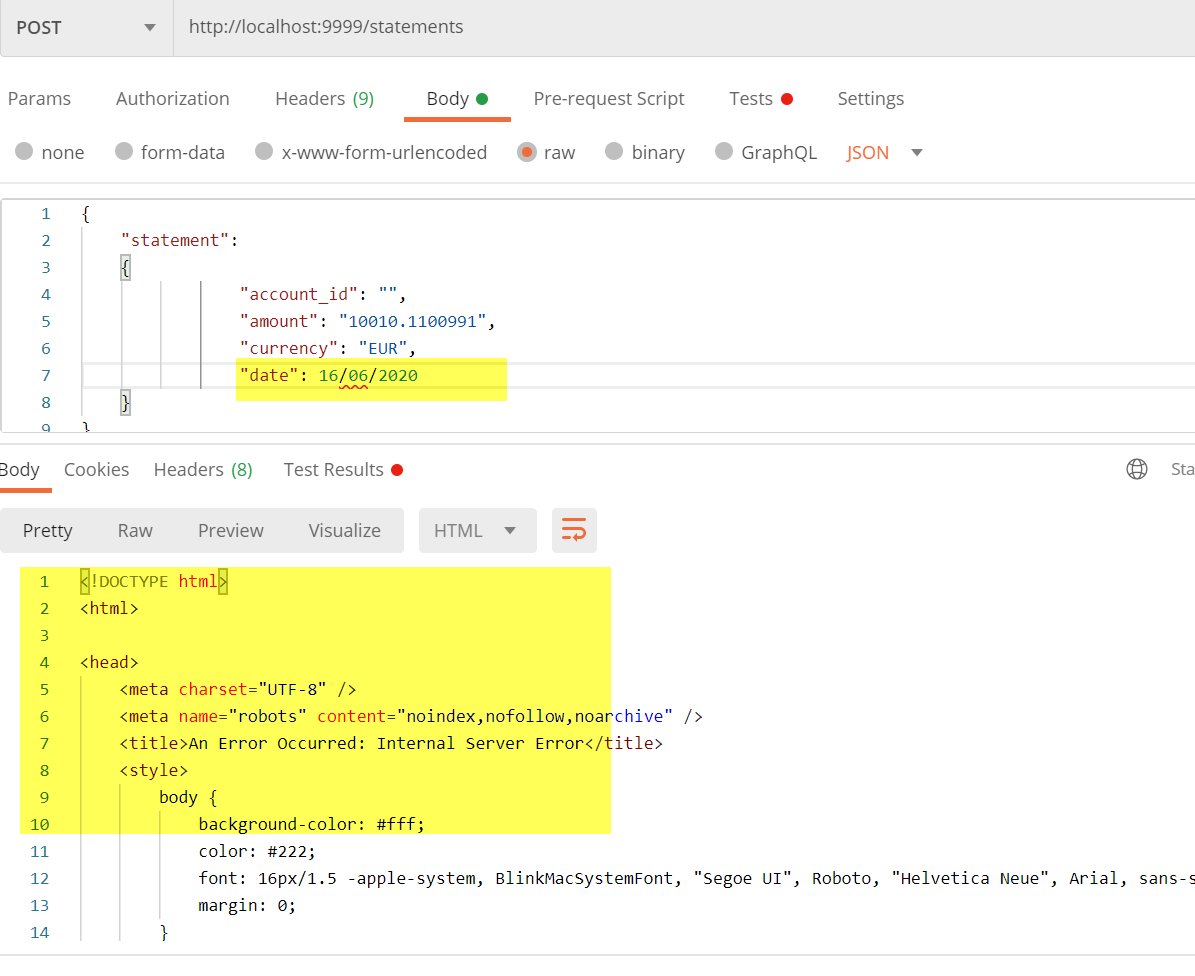 POST http://localhost:9999/statements
Params Authorization Headers (9) Body Pre-request Script Tests Settings
none form-data x-www-form-urlencoded raw binary GraphQL JSON
1 {
2 "statement":
3 {
4 "account_id": "",
5 "amount": "10010.1100991",
6 "currency": "EUR",
7 "date": 16/06/2020
8 }
9 }
Body Cookies Headers (8) Test Results Sta
Pretty Raw Preview Visualize HTML
1 <!DOCTYPE html>
2 <html>
3
4 <head>
5 <meta charset="UTF-8" />
6 <meta name="robots" content="noindex,nofollow,noarchive" />
7 <title>An Error Occurred: Internal Server Error</title>
8 <style>
9 body {
10 background-color: #fff;
11 color: #222;
12 font: 16px/1.5 -apple-system, BlinkMacSystemFont, "Segoe UI", Roboto, "Helvetica Neue", Arial, sans-s
13 margin: 0;
14 }